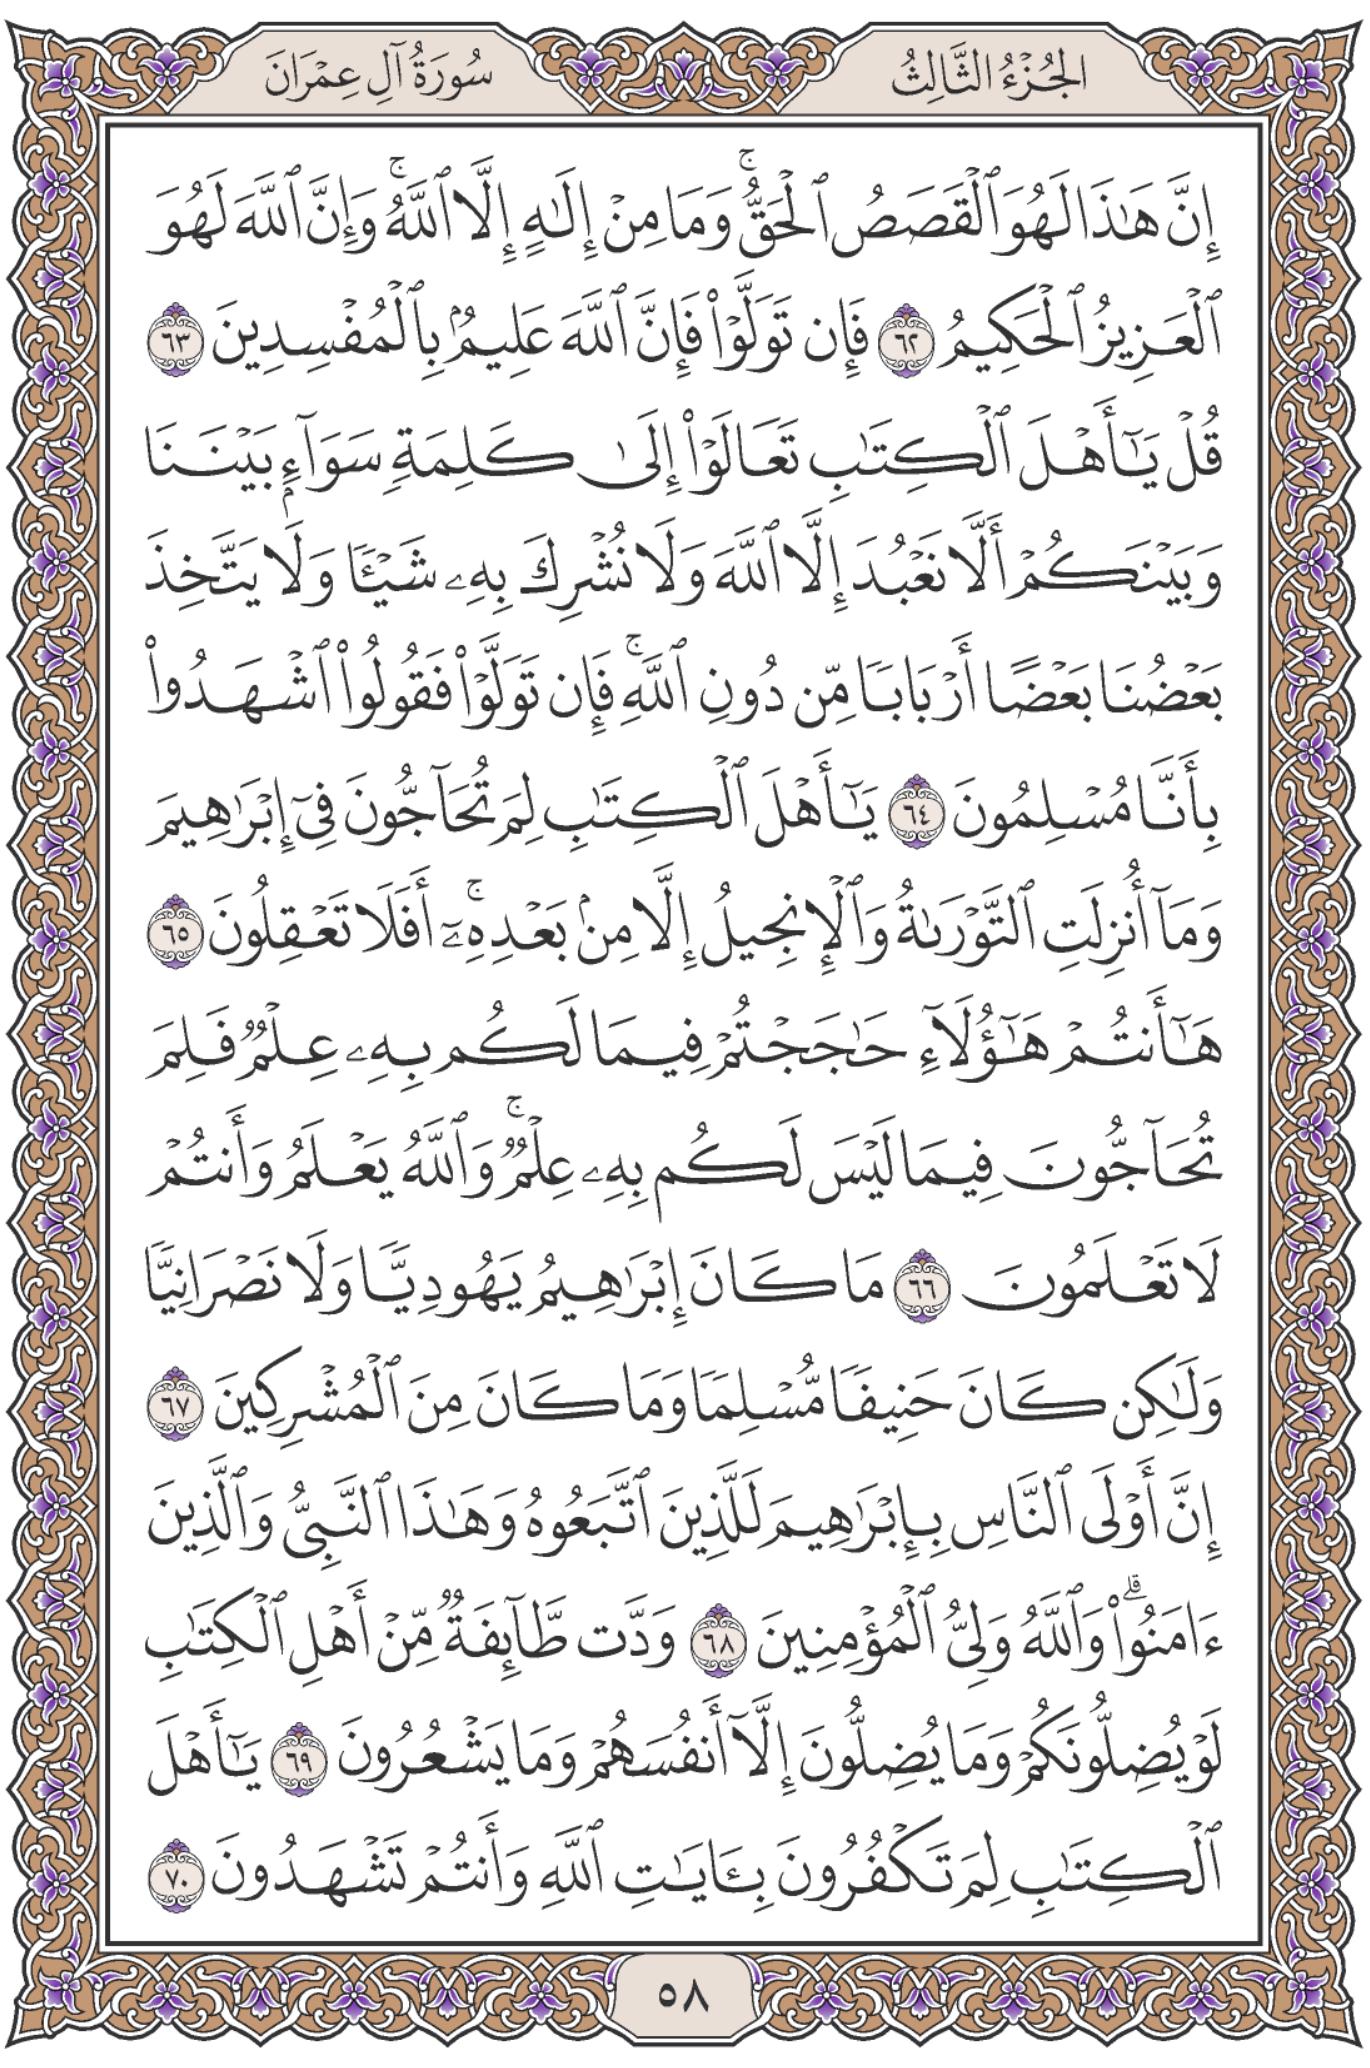 الجُزْءُ الثَّالِثُ
سُورَةُ آلِ عِمْرَانَ
إِنَّ هَٰذَا لَهُوَ ٱلْقَصَصُ ٱلْحَقُّۚ وَمَا مِنْ إِلَٰهٍ إِلَّا ٱللَّهُۚ وَإِنَّ ٱللَّهَ لَهُوَ
ٱلْعَزِيزُ ٱلْحَكِيمُ ٦٢ فَإِن تَوَلَّوْا۟ فَإِنَّ ٱللَّهَ عَلِيمٌۢ بِٱلْمُفْسِدِينَ ٦٣
قُلْ يَٰٓأَهْلَ ٱلْكِتَٰبِ تَعَالَوْا۟ إِلَىٰ كَلِمَةٍ سَوَآءٍۭ بَيْنَنَا
وَبَيْنَكُمْ أَلَّا نَعْبُدَ إِلَّا ٱللَّهَ وَلَا نُشْرِكَ بِهِۦ شَيْـًٔا وَلَا يَتَّخِذَ
بَعْضُنَا بَعْضًا أَرْبَابًا مِّن دُونِ ٱللَّهِۚ فَإِن تَوَلَّوْا۟ فَقُولُوا۟ ٱشْهَدُوا۟
بِأَنَّا مُسْلِمُونَ ٦٤ يَٰٓأَهْلَ ٱلْكِتَٰبِ لِمَ تُحَآجُّونَ فِىٓ إِبْرَٰهِيمَ
وَمَآ أُنزِلَتِ ٱلتَّوْرَىٰةُ وَٱلْإِنجِيلُ إِلَّا مِنۢ بَعْدِهِۦٓۚ أَفَلَا تَعْقِلُونَ ٦٥
هَٰٓأَنتُمْ هَٰٓؤُلَآءِ حَٰجَجْتُمْ فِيمَا لَكُم بِهِۦ عِلْمٌ فَلِمَ
تُحَآجُّونَ فِيمَا لَيْسَ لَكُم بِهِۦ عِلْمٌۚ وَٱللَّهُ يَعْلَمُ وَأَنتُمْ
لَا تَعْلَمُونَ ٦٦ مَا كَانَ إِبْرَٰهِيمُ يَهُودِيًّا وَلَا نَصْرَانِيًّا
وَلَٰكِن كَانَ حَنِيفًا مُّسْلِمًا وَمَا كَانَ مِنَ ٱلْمُشْرِكِينَ ٦٧
إِنَّ أَوْلَى ٱلنَّاسِ بِإِبْرَٰهِيمَ لَلَّذِينَ ٱتَّبَعُوهُ وَهَٰذَا ٱلنَّبِىُّ وَٱلَّذِينَ
ءَامَنُوا۟ۗ وَٱللَّهُ وَلِىُّ ٱلْمُؤْمِنِينَ ٦٨ وَدَّت طَّآئِفَةٌ مِّنْ أَهْلِ ٱلْكِتَٰبِ
لَوْ يُضِلُّونَكُمْ وَمَا يُضِلُّونَ إِلَّآ أَنفُسَهُمْ وَمَا يَشْعُرُونَ ٦٩ يَٰٓأَهْلَ
ٱلْكِتَٰبِ لِمَ تَكْفُرُونَ بِـَٔايَٰتِ ٱللَّهِ وَأَنتُمْ تَشْهَدُونَ ٧٠
٥٨